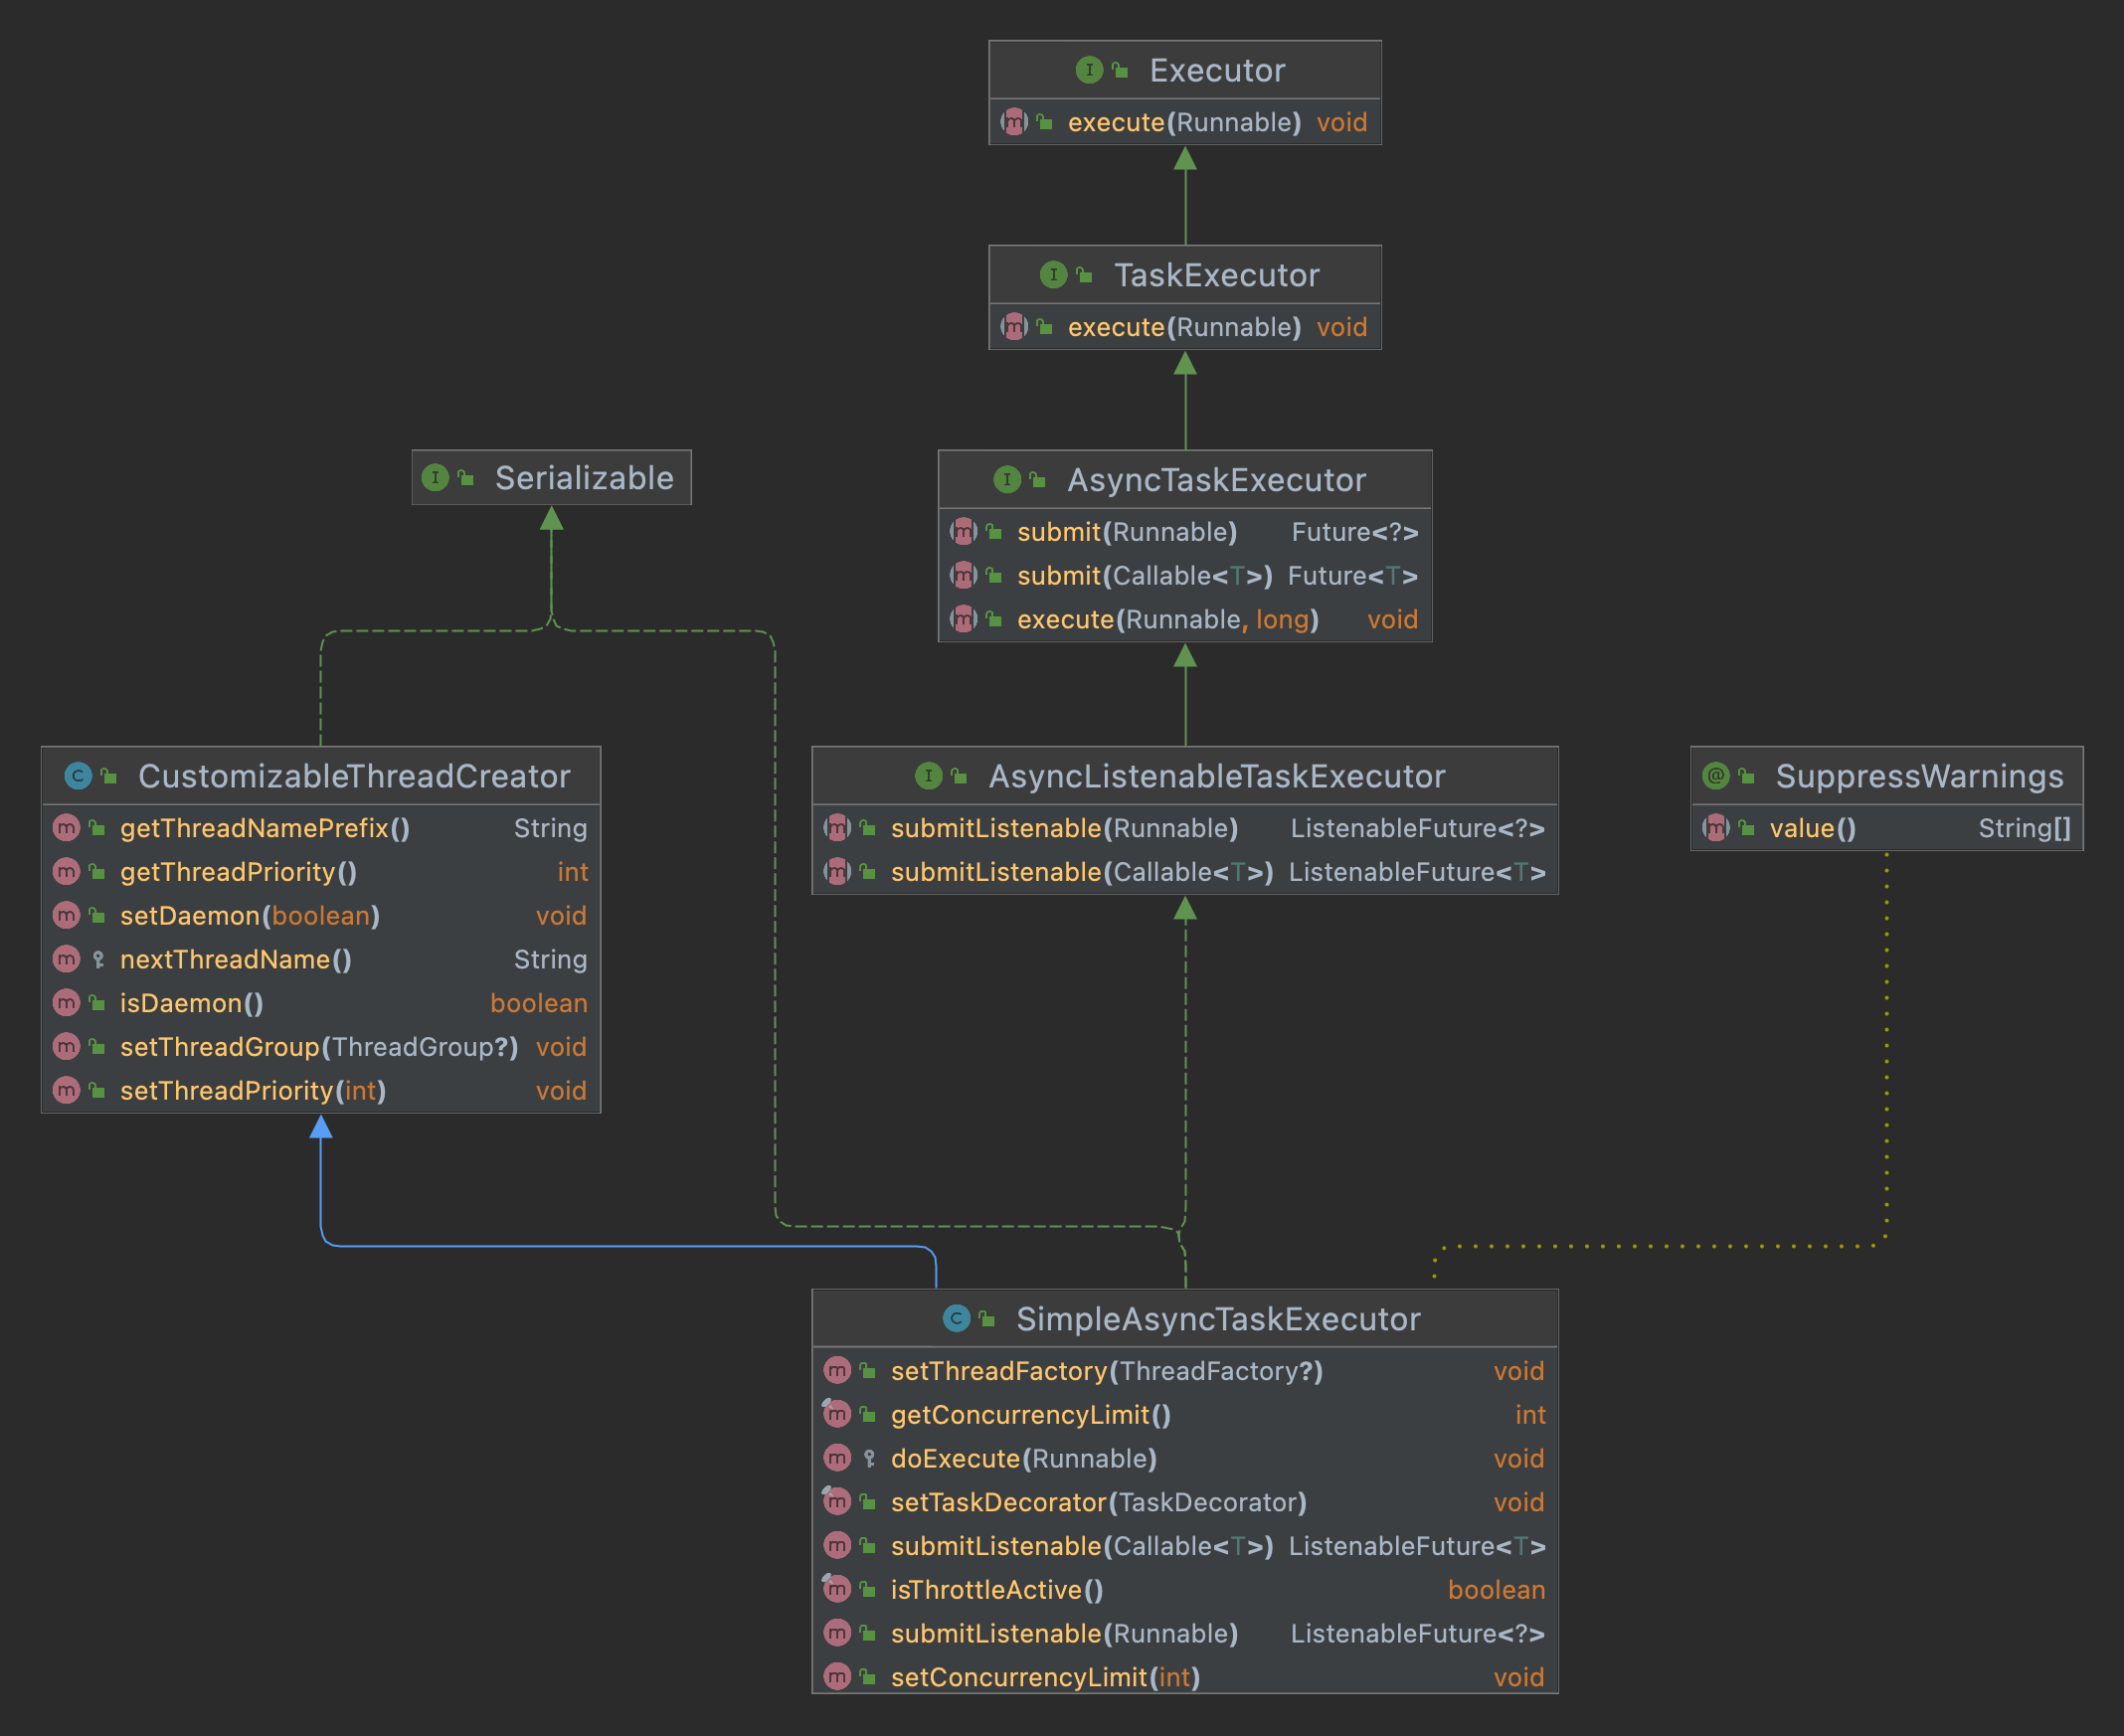 Executor
execute(Runnable) void
TaskExecutor
execute(Runnable) void
Serializable
AsyncTaskExecutor
submit(Runnable) Future<?>
submit(Callable<T>) Future<T>
execute(Runnable, long) void
CustomizableThreadCreator
getThreadNamePrefix() String
getThreadPriority() int
setDaemon(boolean) void
nextThreadName() String
isDaemon() boolean
setThreadGroup(ThreadGroup?) void
setThreadPriority(int) void
AsyncListenableTaskExecutor
submitListenable(Runnable) ListenableFuture<?>
submitListenable(Callable<T>) ListenableFuture<T>
SuppressWarnings
value() String[]
SimpleAsyncTaskExecutor
setThreadFactory(ThreadFactory?) void
getConcurrencyLimit() int
doExecute(Runnable) void
setTaskDecorator(TaskDecorator) void
submitListenable(Callable<T>) ListenableFuture<T>
isThrottleActive() boolean
submitListenable(Runnable) ListenableFuture<?>
setConcurrencyLimit(int) void